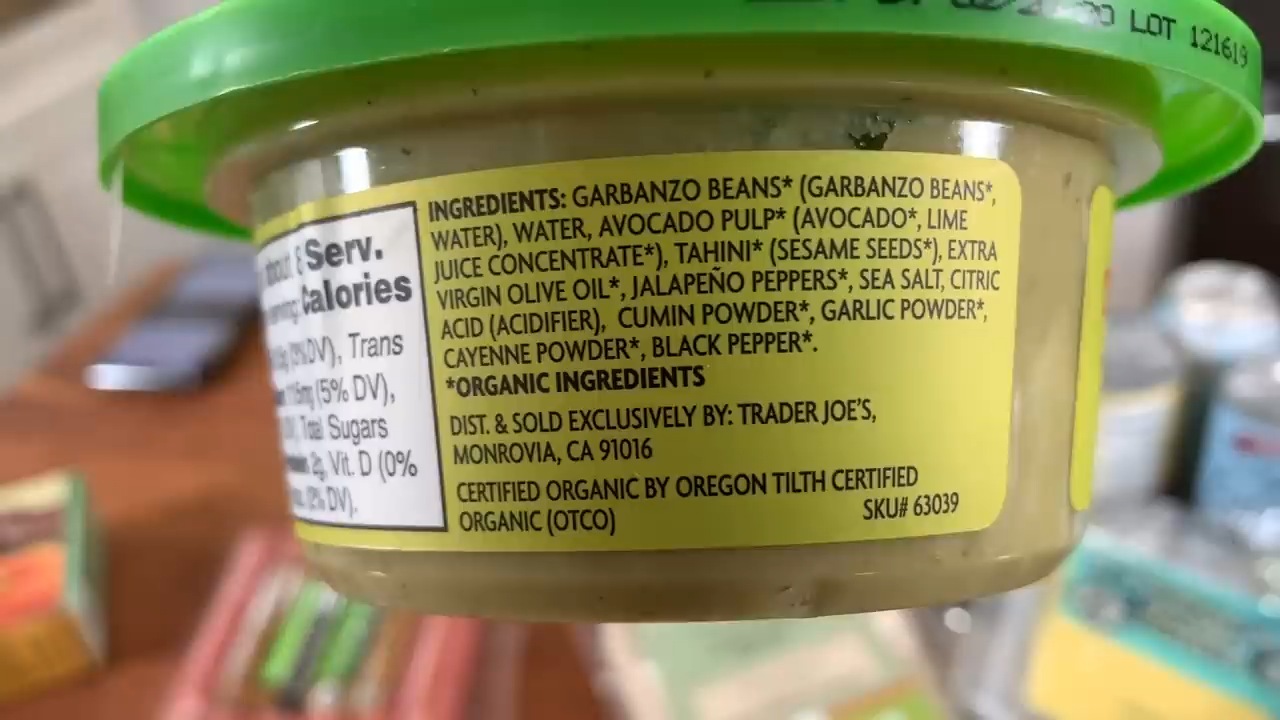 LOT 121619
INGREDIENTS: GARBANZO BEANS* (GARBANZO BEANS*,
WATER), WATER, AVOCADO PULP* (AVOCADO*, LIME
JUICE CONCENTRATE*), TAHINI* (SESAME SEEDS*), EXTRA
VIRGIN OLIVE OIL*, JALAPEÑO PEPPERS*, SEA SALT, CITRIC
ACID (ACIDIFIER), CUMIN POWDER*, GARLIC POWDER*,
CAYENNE POWDER*, BLACK PEPPER*.
*ORGANIC INGREDIENTS
DIST. & SOLD EXCLUSIVELY BY: TRADER JOE'S,
MONROVIA, CA 91016
CERTIFIED ORGANIC BY OREGON TILTH CERTIFIED
ORGANIC (OTCO)
SKU# 63039
Serv.
Calories
DV), Trans
(5% DV),
Total Sugars
2g, Vit. D (0%
DV).